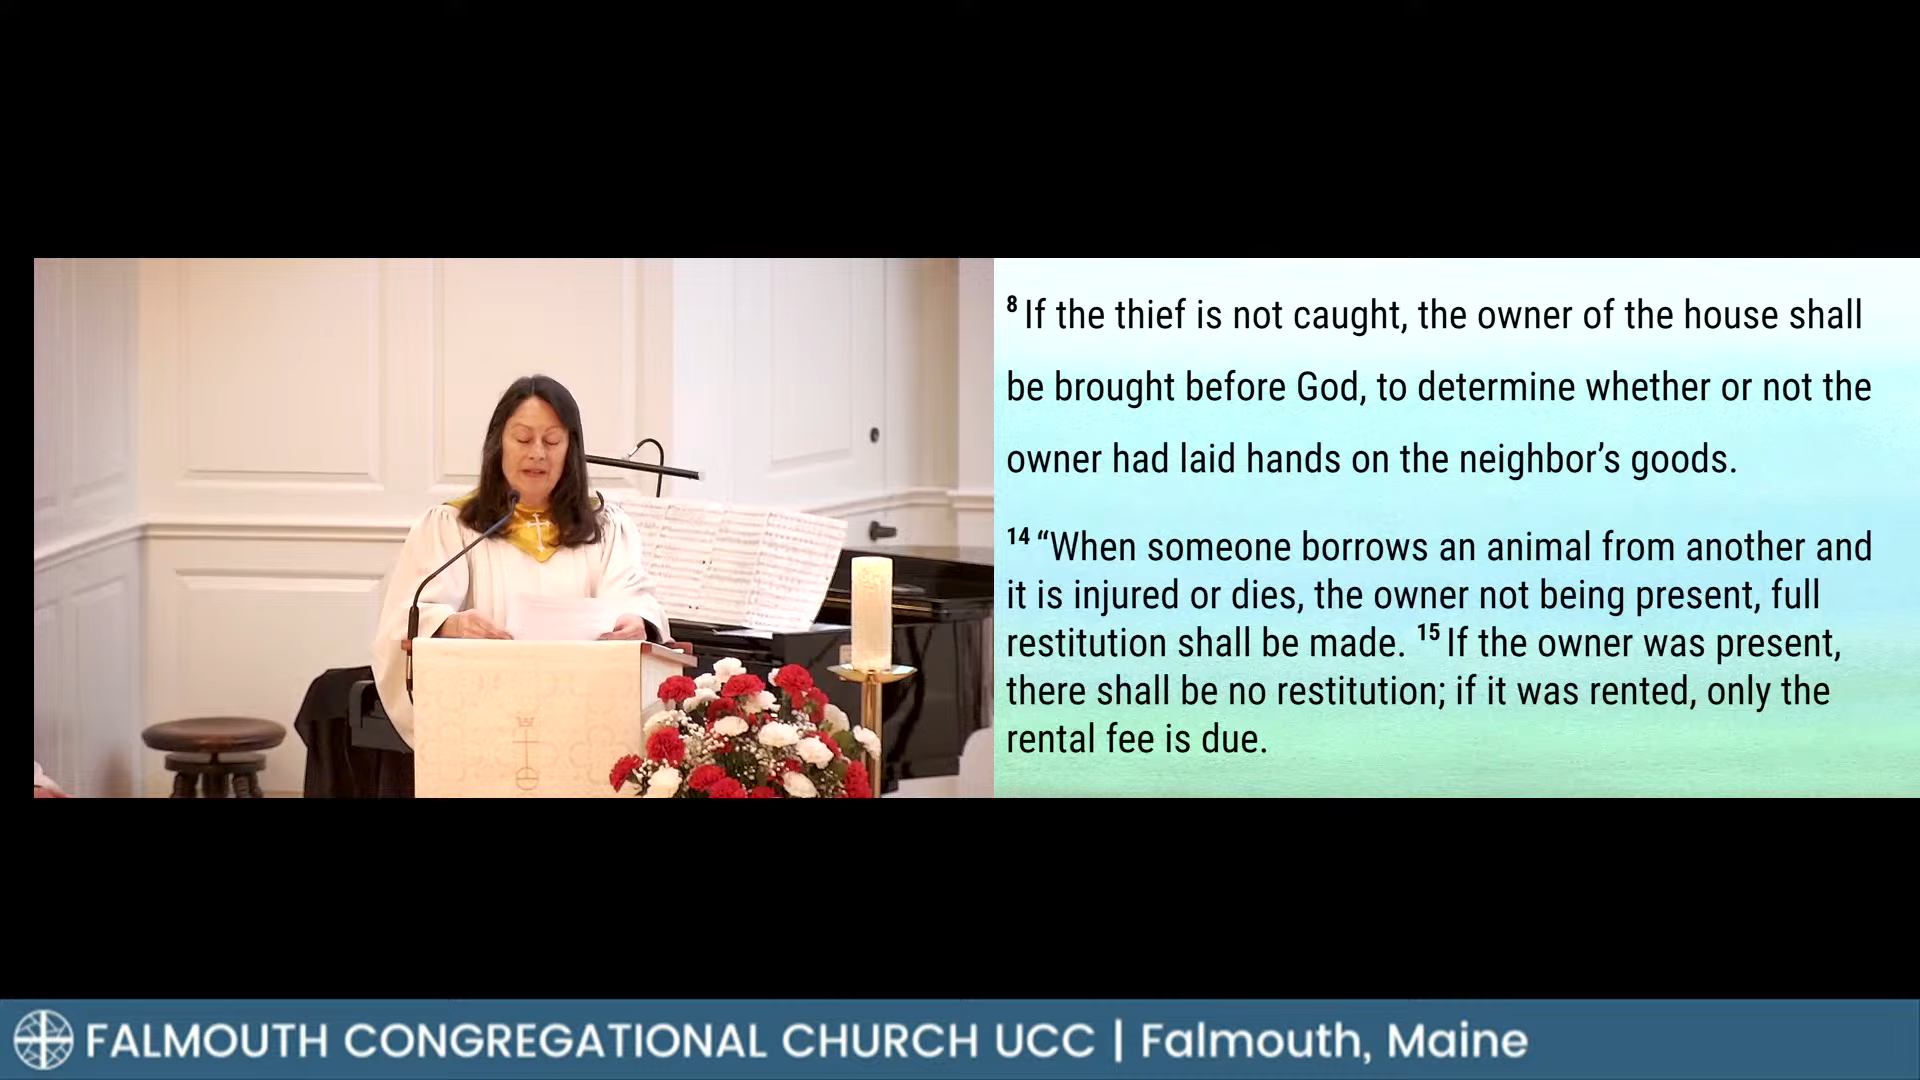 8 If the thief is not caught, the owner of the house shall
be brought before God, to determine whether or not the
owner had laid hands on the neighbor’s goods.
14 “When someone borrows an animal from another and
it is injured or dies, the owner not being present, full
restitution shall be made. 15 If the owner was present,
there shall be no restitution; if it was rented, only the
rental fee is due.
FALMOUTH CONGREGATIONAL CHURCH UCC | Falmouth, Maine